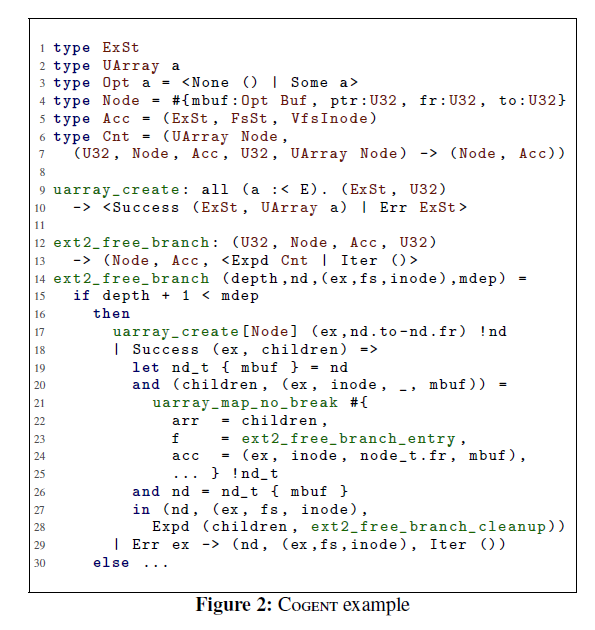 1 type ExSt
2 type UArray a
3 type Opt a = <None () | Some a>
4 type Node = #{mbuf:Opt Buf, ptr:U32, fr:U32, to:U32}
5 type Acc = (ExSt, FsSt, VfsInode)
6 type Cnt = (UArray Node,
7 (U32, Node, Acc, U32, UArray Node) -> (Node, Acc))
8
9 uarray_create: all (a :< E). (ExSt, U32)
10 -> <Success (ExSt, UArray a) | Err ExSt>
11
12 ext2_free_branch: (U32, Node, Acc, U32)
13 -> (Node, Acc, <Expd Cnt | Iter ()>
14 ext2_free_branch (depth,nd,(ex,fs,inode),mdep) =
15 if depth + 1 < mdep
16 then
17 uarray_create[Node] (ex,nd.to-nd.fr) !nd
18 | Success (ex, children) =>
19 let nd_t { mbuf } = nd
20 and (children, (ex, inode, _, mbuf)) =
21 uarray_map_no_break #{
22 arr = children,
23 f = ext2_free_branch_entry,
24 acc = (ex, inode, node_t.fr, mbuf),
25 ... } !nd_t
26 and nd = nd_t { mbuf }
27 in (nd, (ex, fs, inode),
28 Expd (children, ext2_free_branch_cleanup))
29 | Err ex -> (nd, (ex,fs,inode), Iter ())
30 else ...
Figure 2: COGENT example